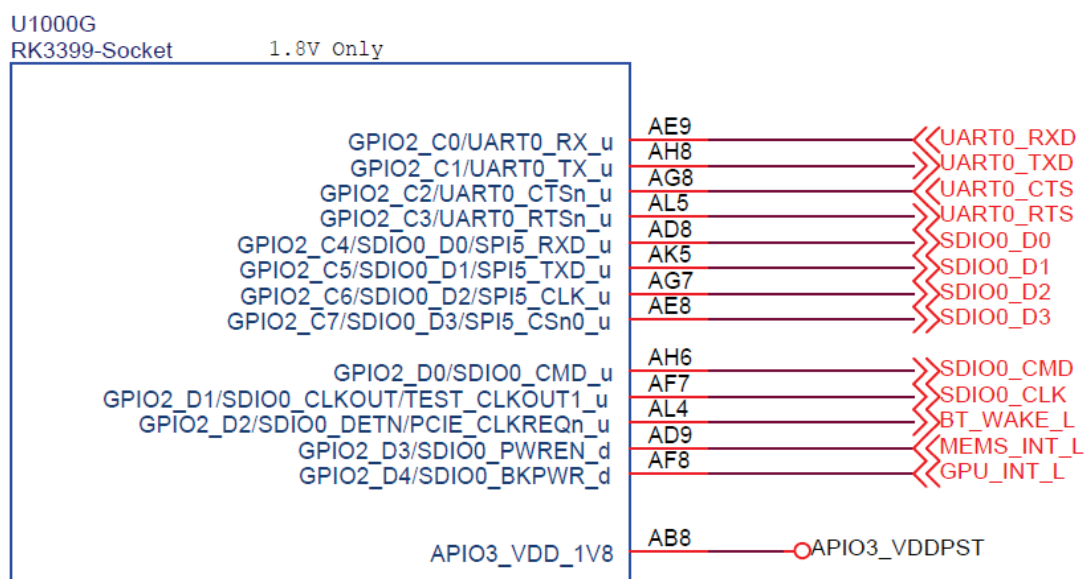 U1000G
RK3399-Socket 1.8V Only
GPIO2_C0/UART0_RX_u AE9 UART0_RXD
GPIO2_C1/UART0_TX_u AH8 UART0_TXD
GPIO2_C2/UART0_CTSn_u AG8 UART0_CTS
GPIO2_C3/UART0_RTSn_u AL5 UART0_RTS
GPIO2_C4/SDIO0_D0/SPI5_RXD_u AD8 SDIO0_D0
GPIO2_C5/SDIO0_D1/SPI5_TXD_u AK5 SDIO0_D1
GPIO2_C6/SDIO0_D2/SPI5_CLK_u AG7 SDIO0_D2
GPIO2_C7/SDIO0_D3/SPI5_CSn0_u AE8 SDIO0_D3
GPIO2_D0/SDIO0_CMD_u AH6 SDIO0_CMD
GPIO2_D1/SDIO0_CLKOUT/TEST_CLKOUT1_u AF7 SDIO0_CLK
GPIO2_D2/SDIO0_DETN/PCIE_CLKREQn_u AL4 BT_WAKE_L
GPIO2_D3/SDIO0_PWREN_d AD9 MEMS_INT_L
GPIO2_D4/SDIO0_BKPWR_d AF8 GPU_INT_L
APIO3_VDD_1V8 AB8 APIO3_VDDPST